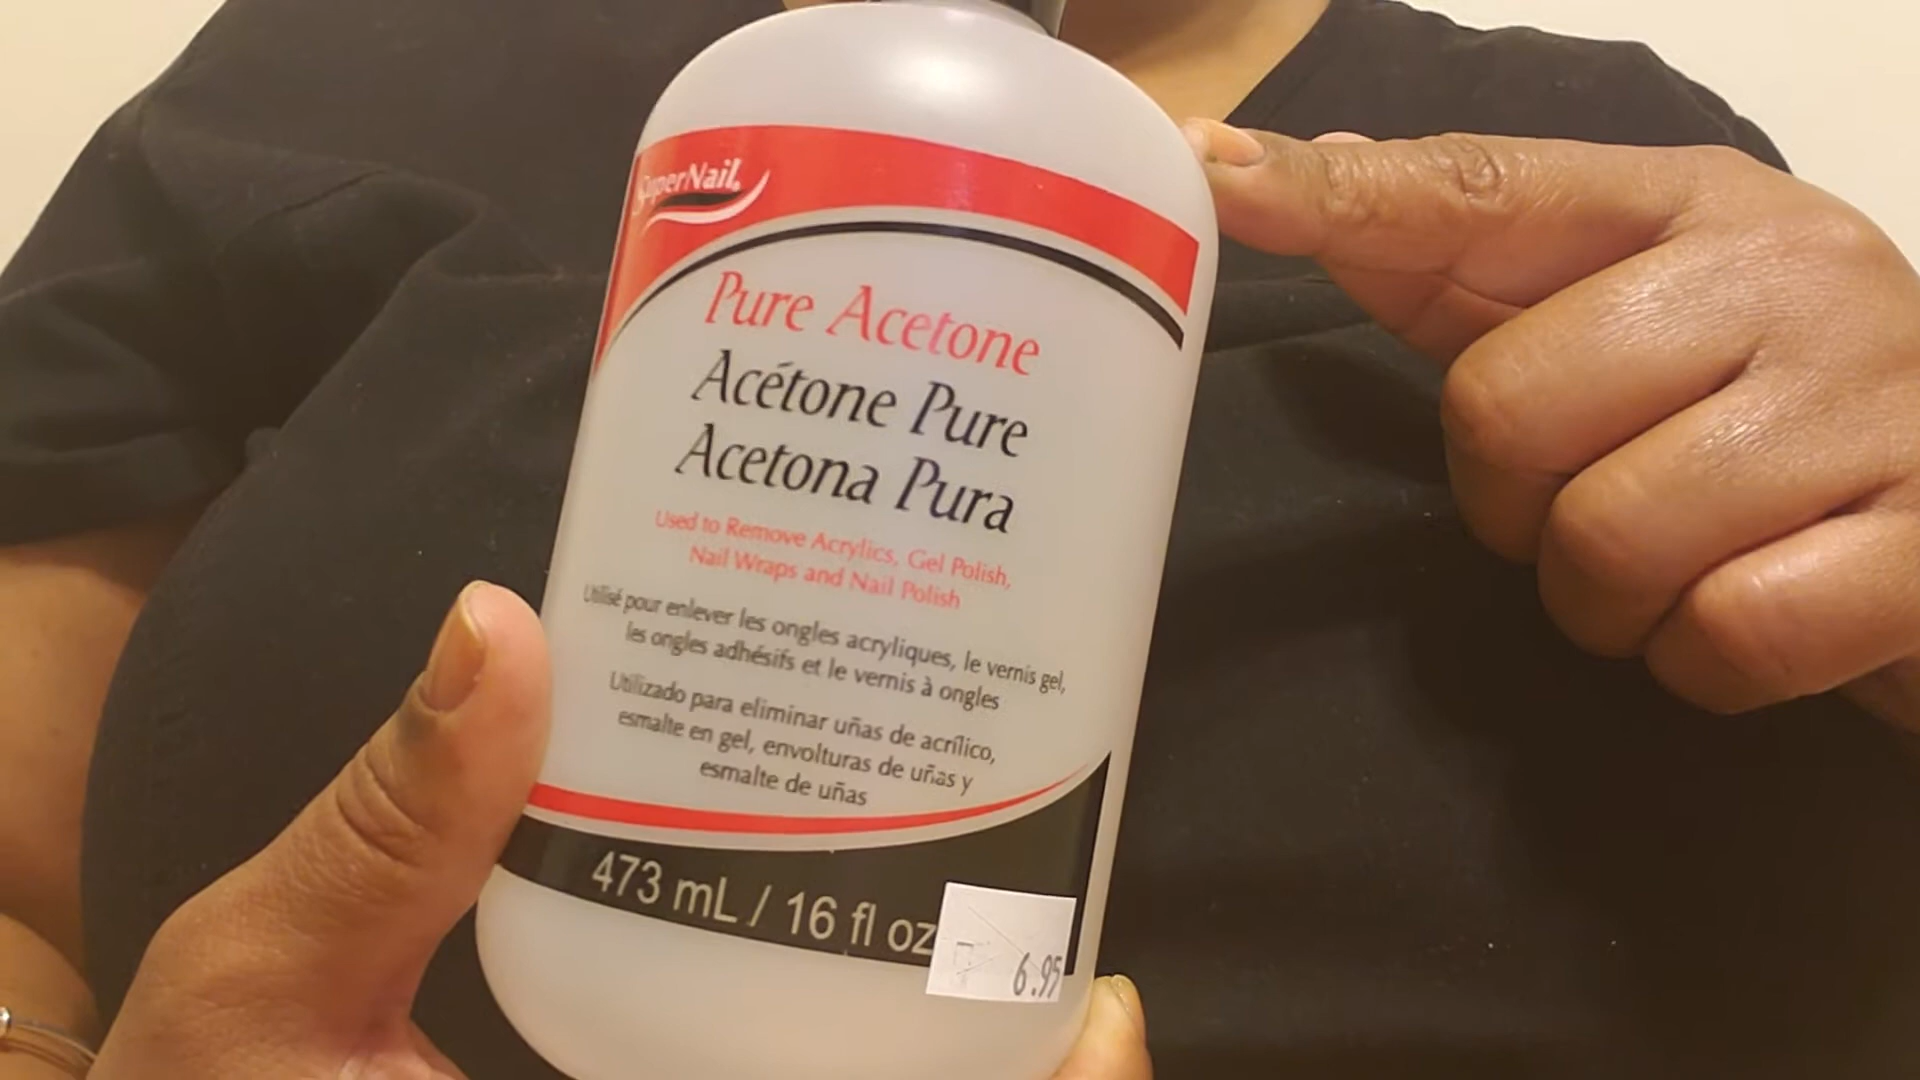 SuperNail.
Pure Acetone
Acétone Pure
Acetona Pura
Used to Remove Acrylics, Gel Polish,
Nail Wraps and Nail Polish
Utilisé pour enlever les ongles acryliques, le vernis gel,
les ongles adhésifs et le vernis à ongles
Utilizado para eliminar uñas de acrílico,
esmalte en gel, envolturas de uñas y
esmalte de uñas
473 mL / 16 fl oz
6.95